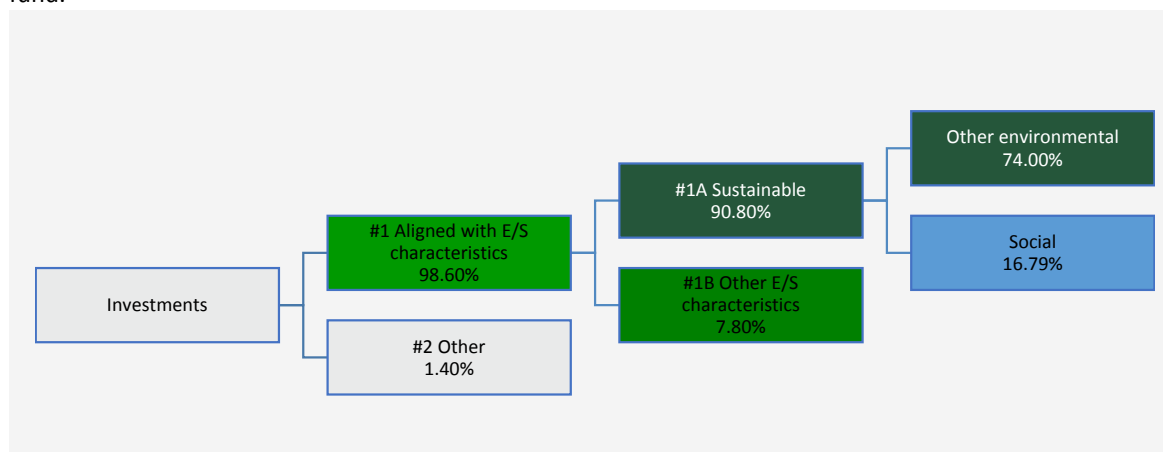 Other environmental
74.00%
#1A Sustainable
90.80%
#1 Aligned with E/S
characteristics
98.60%
Social
16.79%
Investments
#1B Other E/S
characteristics
7.80%
#2 Other
1.40%